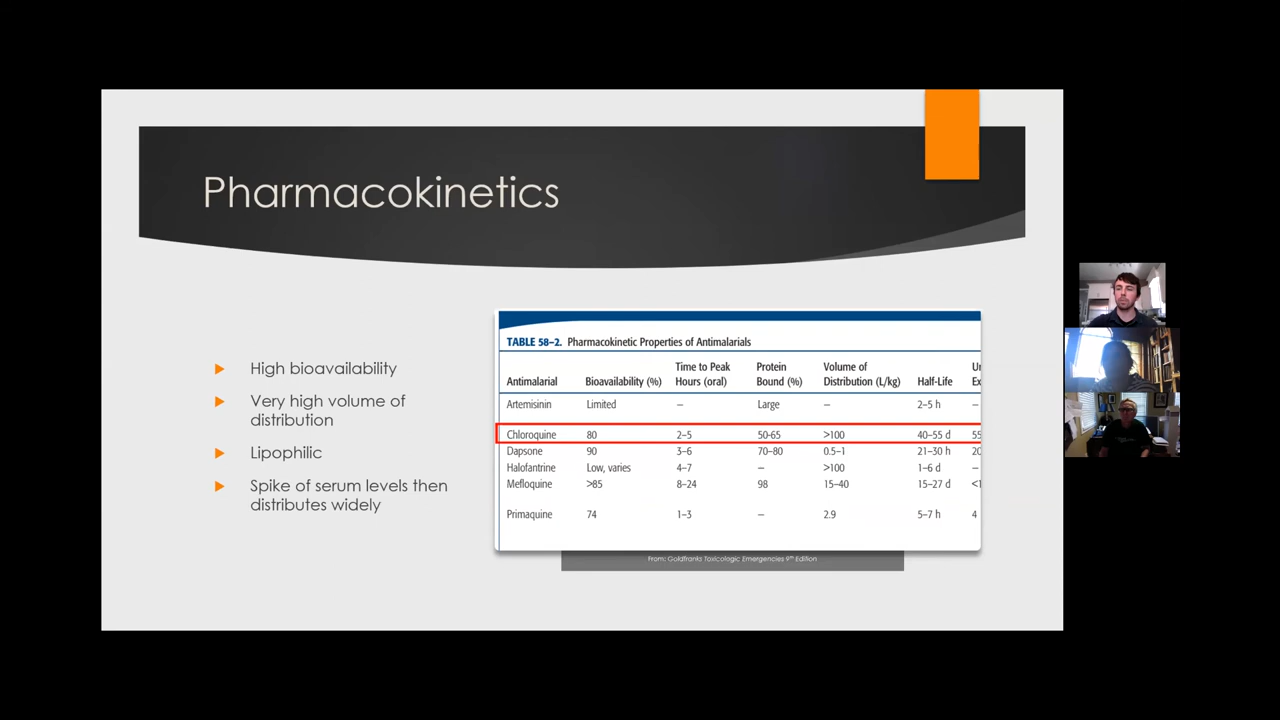 Pharmacokinetics
High bioavailability
Very high volume of
distribution
Lipophilic
Spike of serum levels then
distributes widely
TABLE 58–2. Pharmacokinetic Properties of Antimalarials
Time to Peak Protein Volume of Ur
Antimalarial Bioavailability (%) Hours (oral) Bound (%) Distribution (L/kg) Half-Life Ex
Artemisinin Limited – Large – 2–5 h –
Chloroquine 80 2–5 50-65 >100 40–55 d 55
Dapsone 90 3–6 70–80 0.5–1 21–30 h 20
Halofantrine Low, varies 4–7 – >100 1–6 d –
Mefloquine >85 8–24 98 15–40 15–27 d <1
Primaquine 74 1–3 – 2.9 5–7 h 4
From: Goldfranks Toxicologic Emergencies 9th Edition